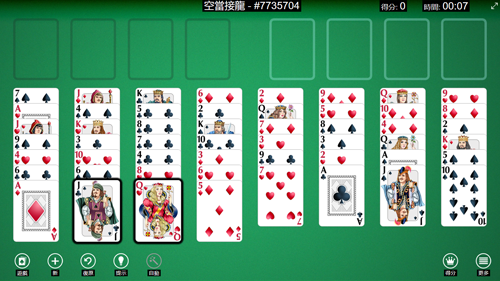 空當接龍 - #7735704
得分: 0
時間: 00:07
遊戲
新
復原
提示
自動
得分
更多